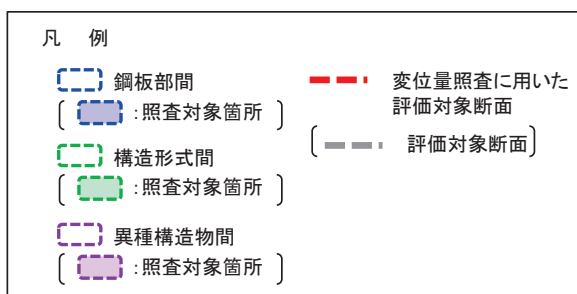 凡 例
鋼板部間
:照査対象箇所
構造形式間
:照査対象箇所
異種構造物間
:照査対象箇所
変位量照査に用いた
評価対象断面
評価対象断面